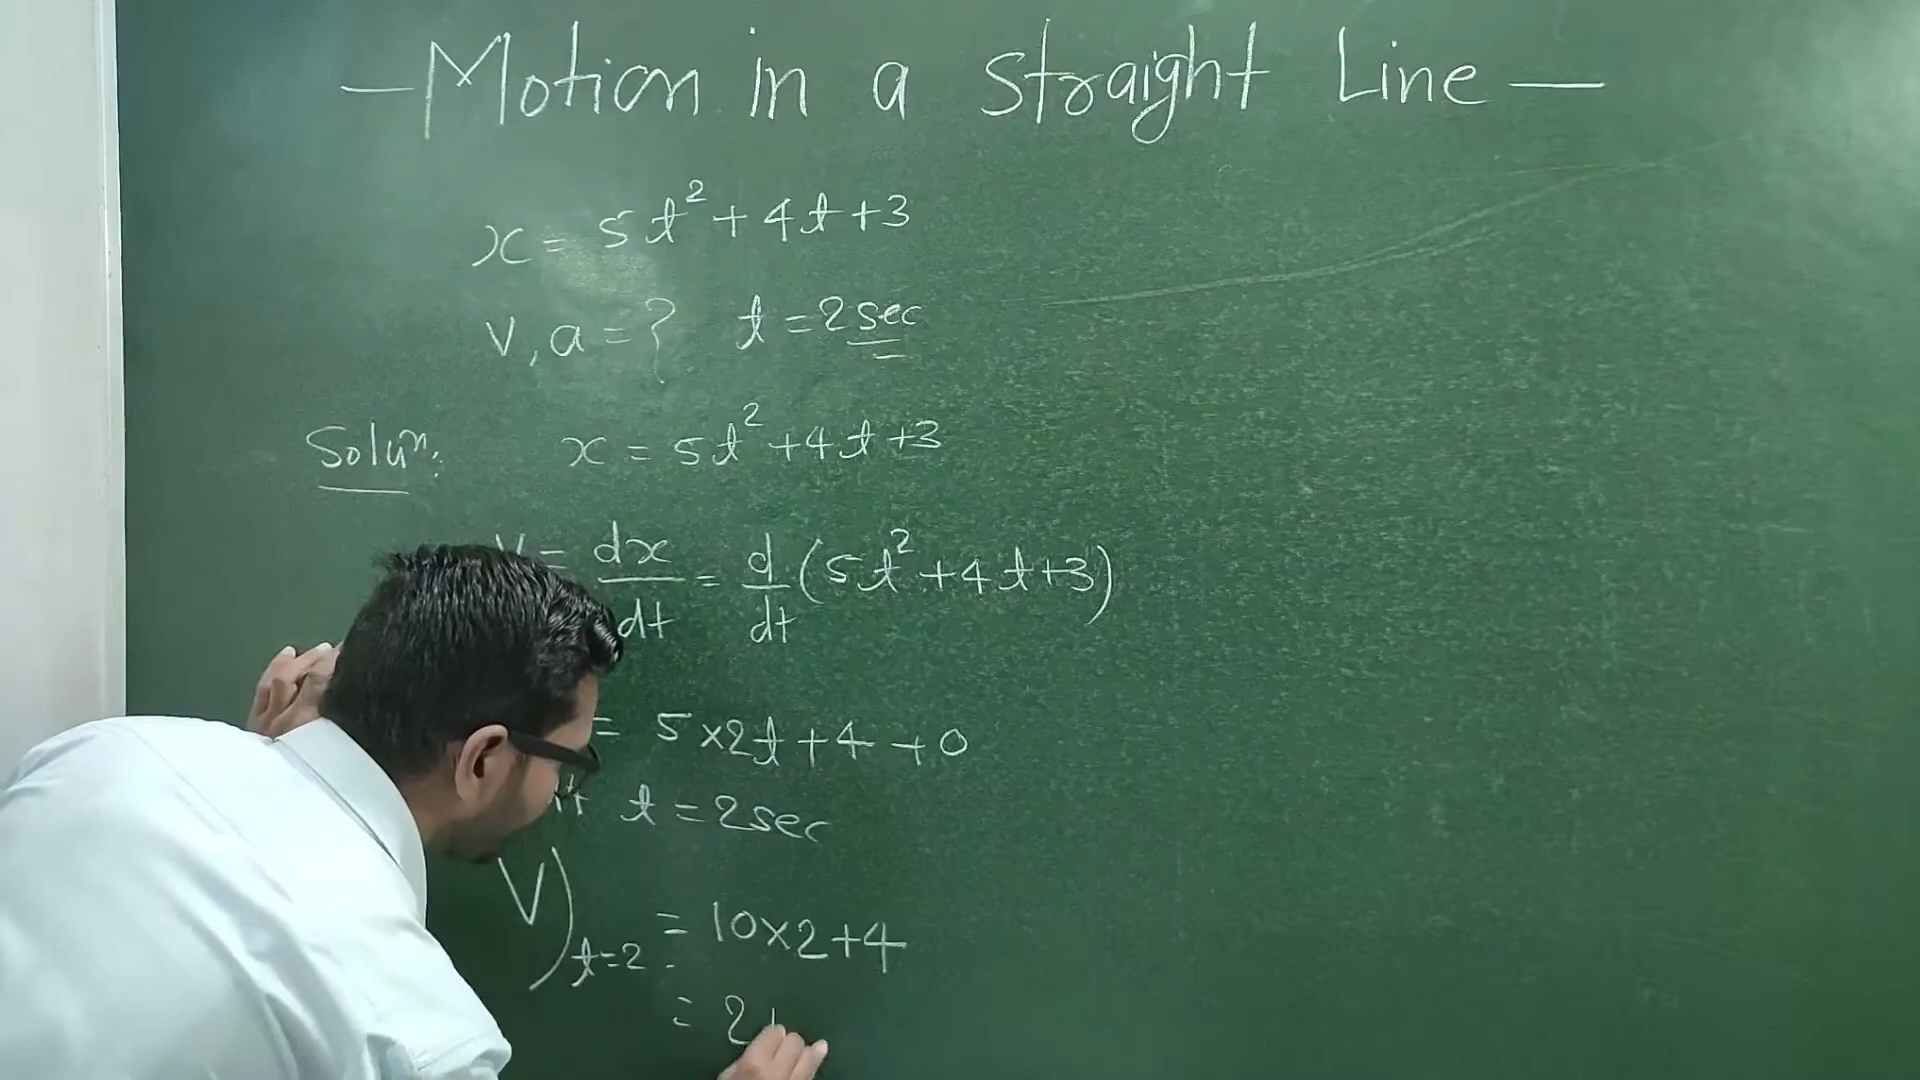 — Motion in a Straight Line —
x = 5t² + 4t + 3
v, a = ? t = 2sec
Solun: x = 5t² + 4t + 3
v = dx/dt = d/dt (5t² + 4t + 3)
= 5×2t + 4 + 0
t = 2sec
V)t=2 = 10×2+4
= 2